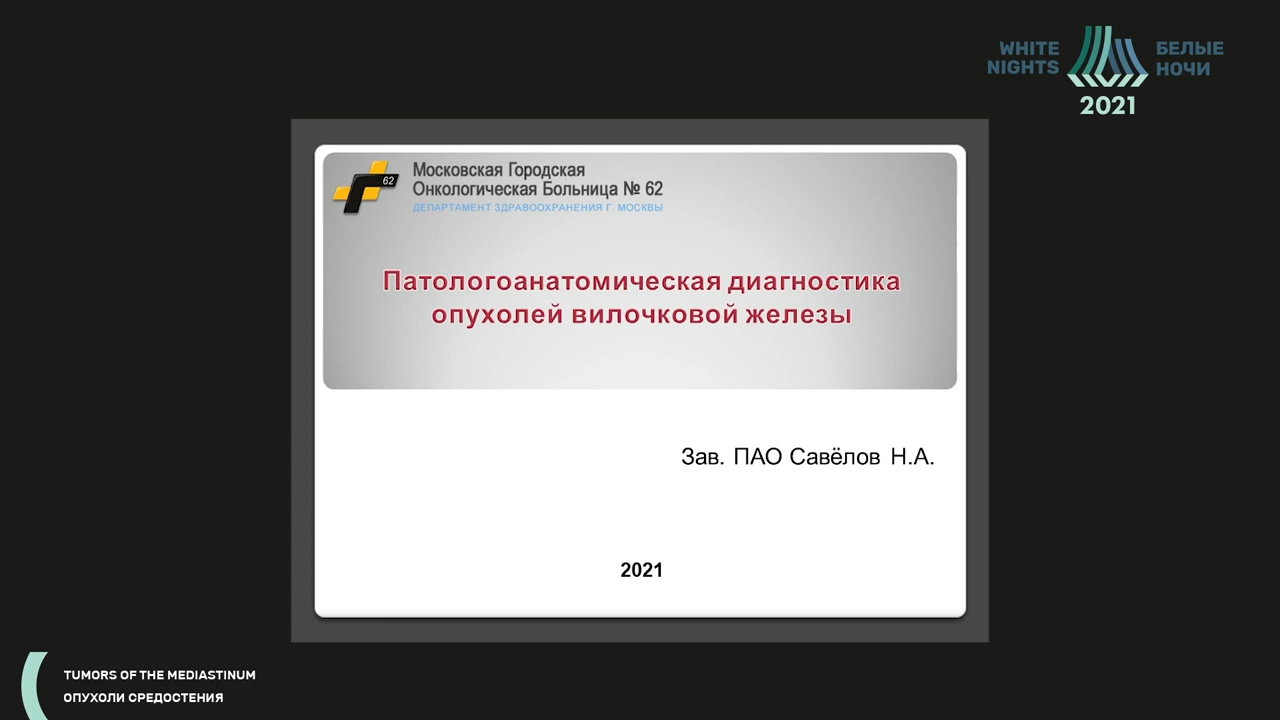 WHITE NIGHTS
БЕЛЫЕ НОЧИ
2021
62
Московская Городская
Онкологическая Больница № 62
ДЕПАРТАМЕНТ ЗДРАВООХРАНЕНИЯ Г. МОСКВЫ
Патологоанатомическая диагностика
опухолей вилочковой железы
Зав. ПАО Савёлов Н.А.
2021
TUMORS OF THE MEDIASTINUM
ОПУХОЛИ СРЕДОСТЕНИЯ